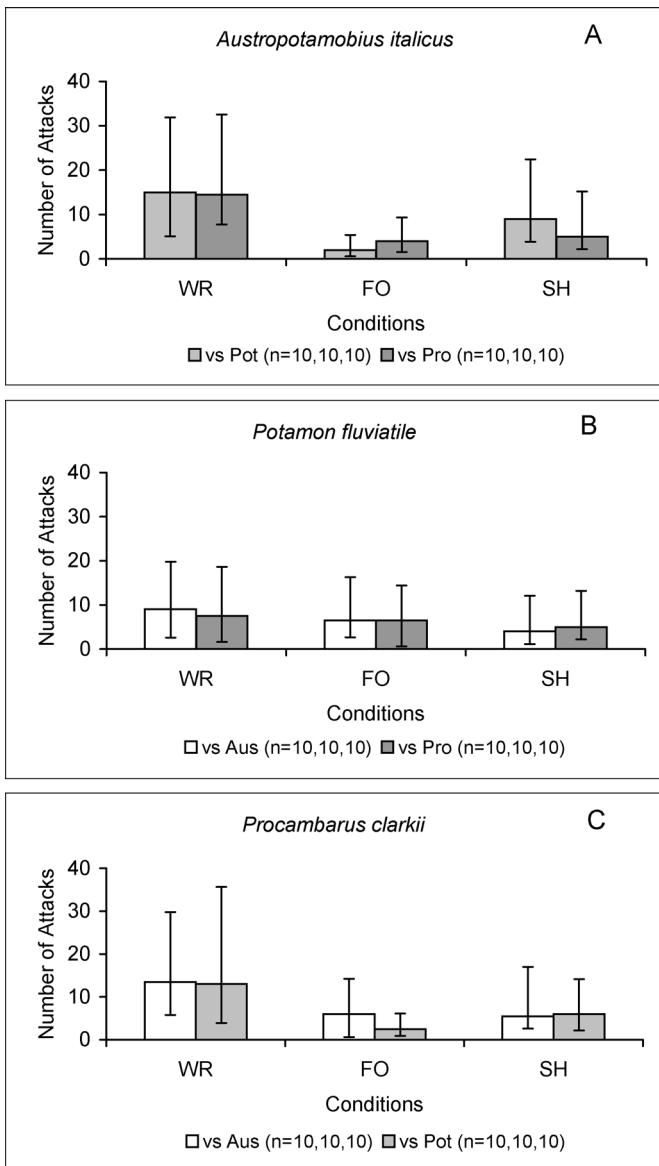 Austropotamobius italicus A
Number of Attacks
40
30
20
10
0
WR FO SH
Conditions
vs Pot (n=10,10,10) vs Pro (n=10,10,10)
Potamon fluviatile B
Number of Attacks
40
30
20
10
0
WR FO SH
Conditions
vs Aus (n=10,10,10) vs Pro (n=10,10,10)
Procambarus clarkii C
Number of Attacks
40
30
20
10
0
WR FO SH
Conditions
vs Aus (n=10,10,10) vs Pot (n=10,10,10)